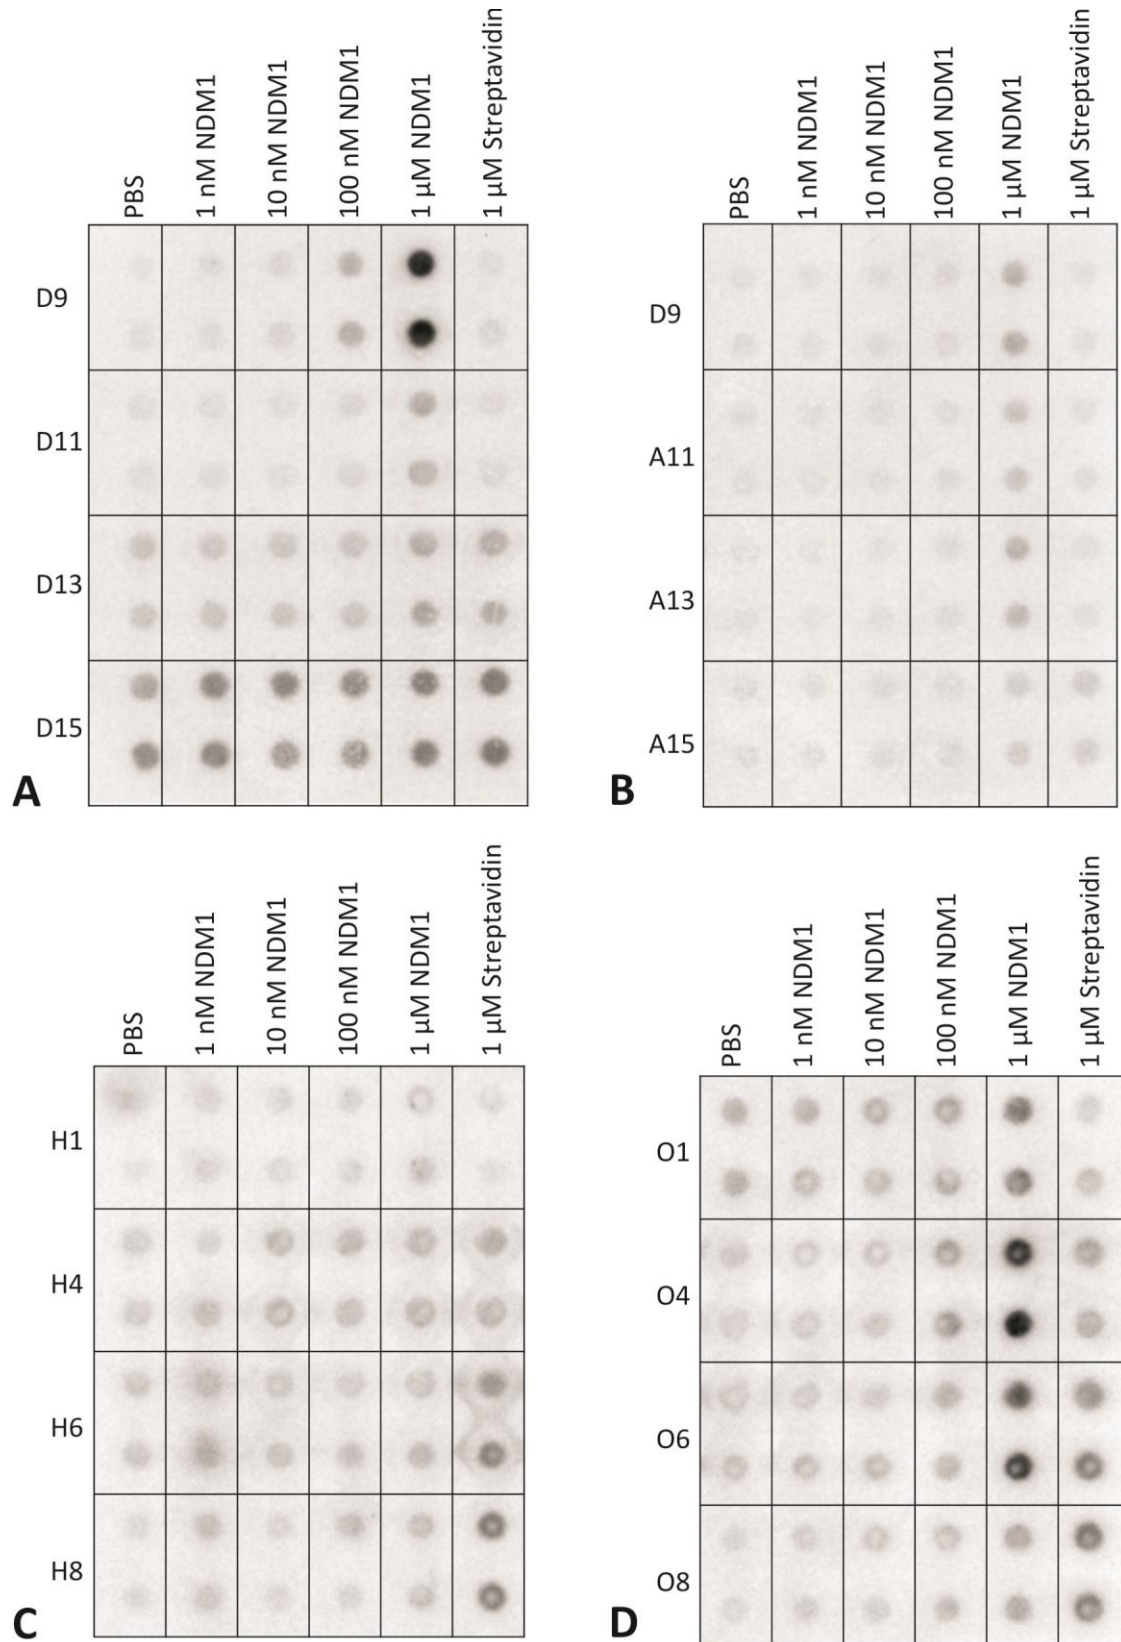 PBS
1 nM NDM1
10 nM NDM1
100 nM NDM1
1 µM NDM1
1 µM Streptavidin
D9
D11
D13
D15
A
PBS
1 nM NDM1
10 nM NDM1
100 nM NDM1
1 µM NDM1
1 µM Streptavidin
D9
A11
A13
A15
B
PBS
1 nM NDM1
10 nM NDM1
100 nM NDM1
1 µM NDM1
1 µM Streptavidin
H1
H4
H6
H8
C
PBS
1 nM NDM1
10 nM NDM1
100 nM NDM1
1 µM NDM1
1 µM Streptavidin
O1
O4
O6
O8
D